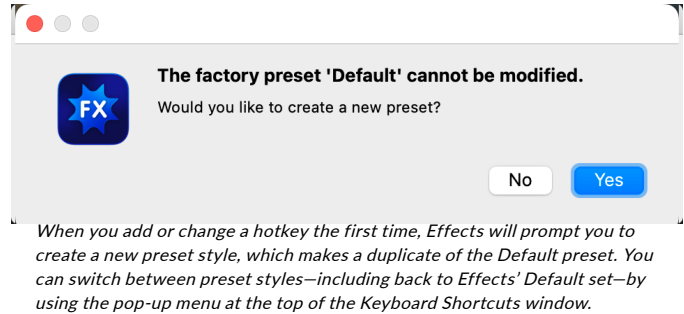 The factory preset 'Default' cannot be modified.
FX
Would you like to create a new preset?
No
Yes
When you add or change a hotkey the first time, Effects will prompt you to
create a new preset style, which makes a duplicate of the Default preset. You
can switch between preset styles—including back to Effects’ Default set—by
using the pop-up menu at the top of the Keyboard Shortcuts window.